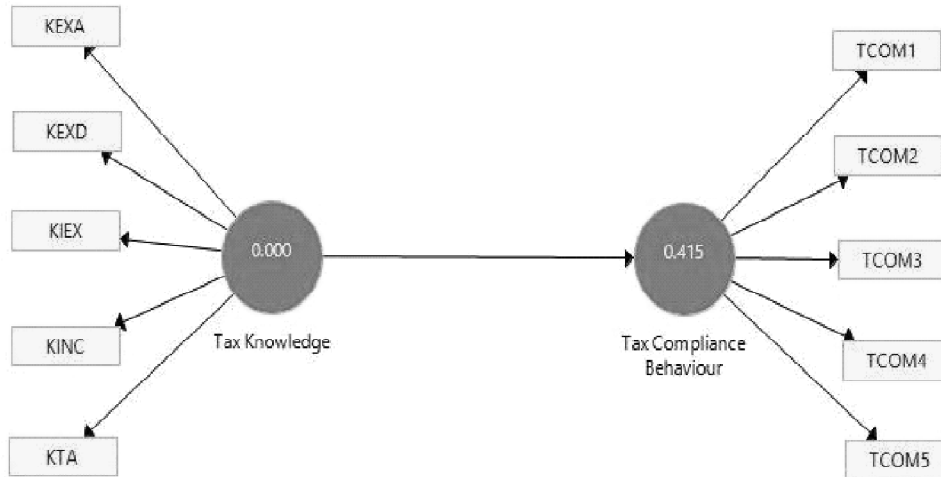 KEXA
KEXD
KIEX
KINC
KTA
0.000
Tax Knowledge
0.415
Tax Compliance
Behaviour
TCOM1
TCOM2
TCOM3
TCOM4
TCOM5